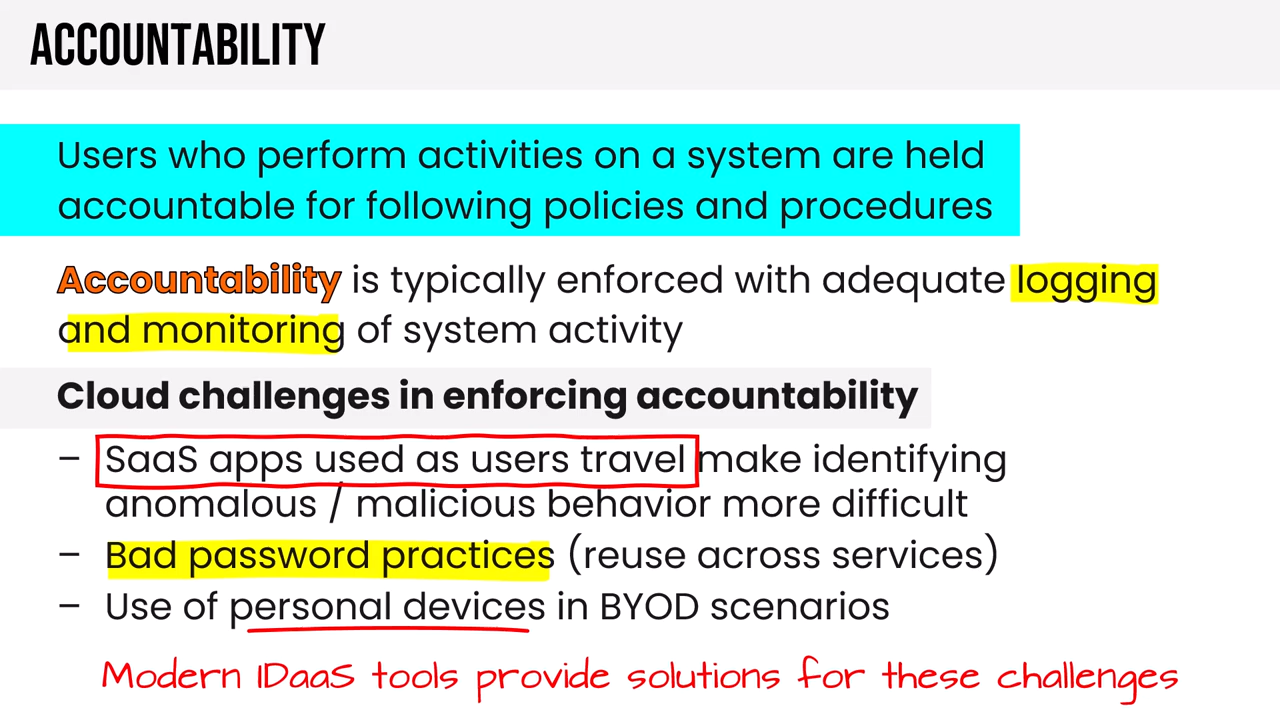 ACCOUNTABILITY
Users who perform activities on a system are held
accountable for following policies and procedures
Accountability is typically enforced with adequate logging
and monitoring of system activity
Cloud challenges in enforcing accountability
– SaaS apps used as users travel make identifying
anomalous / malicious behavior more difficult
– Bad password practices (reuse across services)
– Use of personal devices in BYOD scenarios
Modern IDaaS tools provide solutions for these challenges